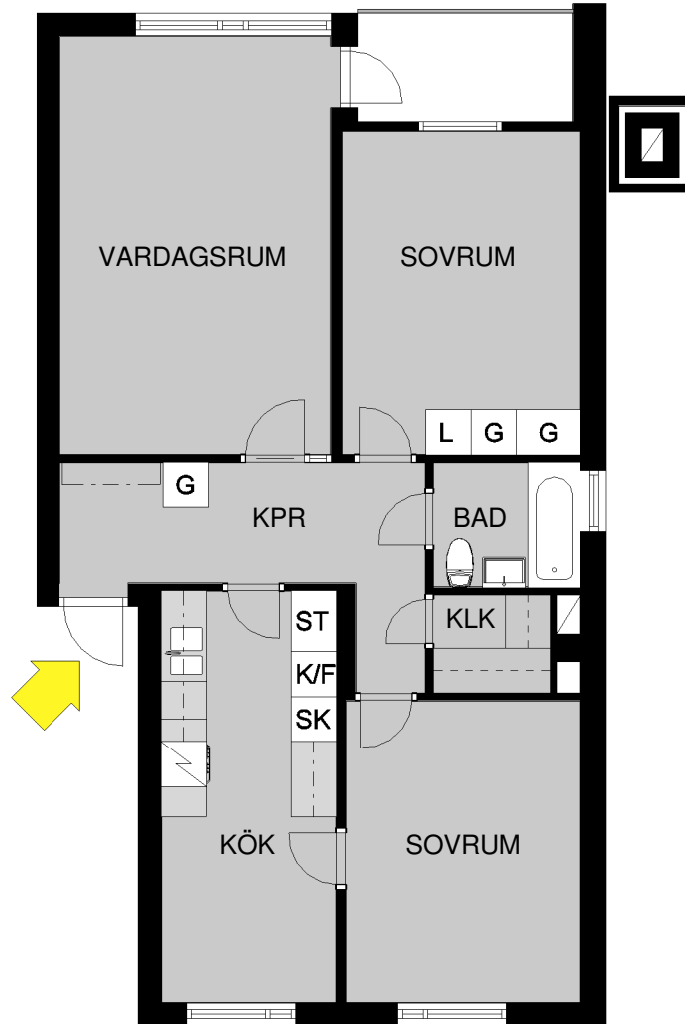 VARDAGSRUM
SOVRUM
L G G
G
KPR
BAD
KLK
ST
K/F
SK
KÖK
SOVRUM